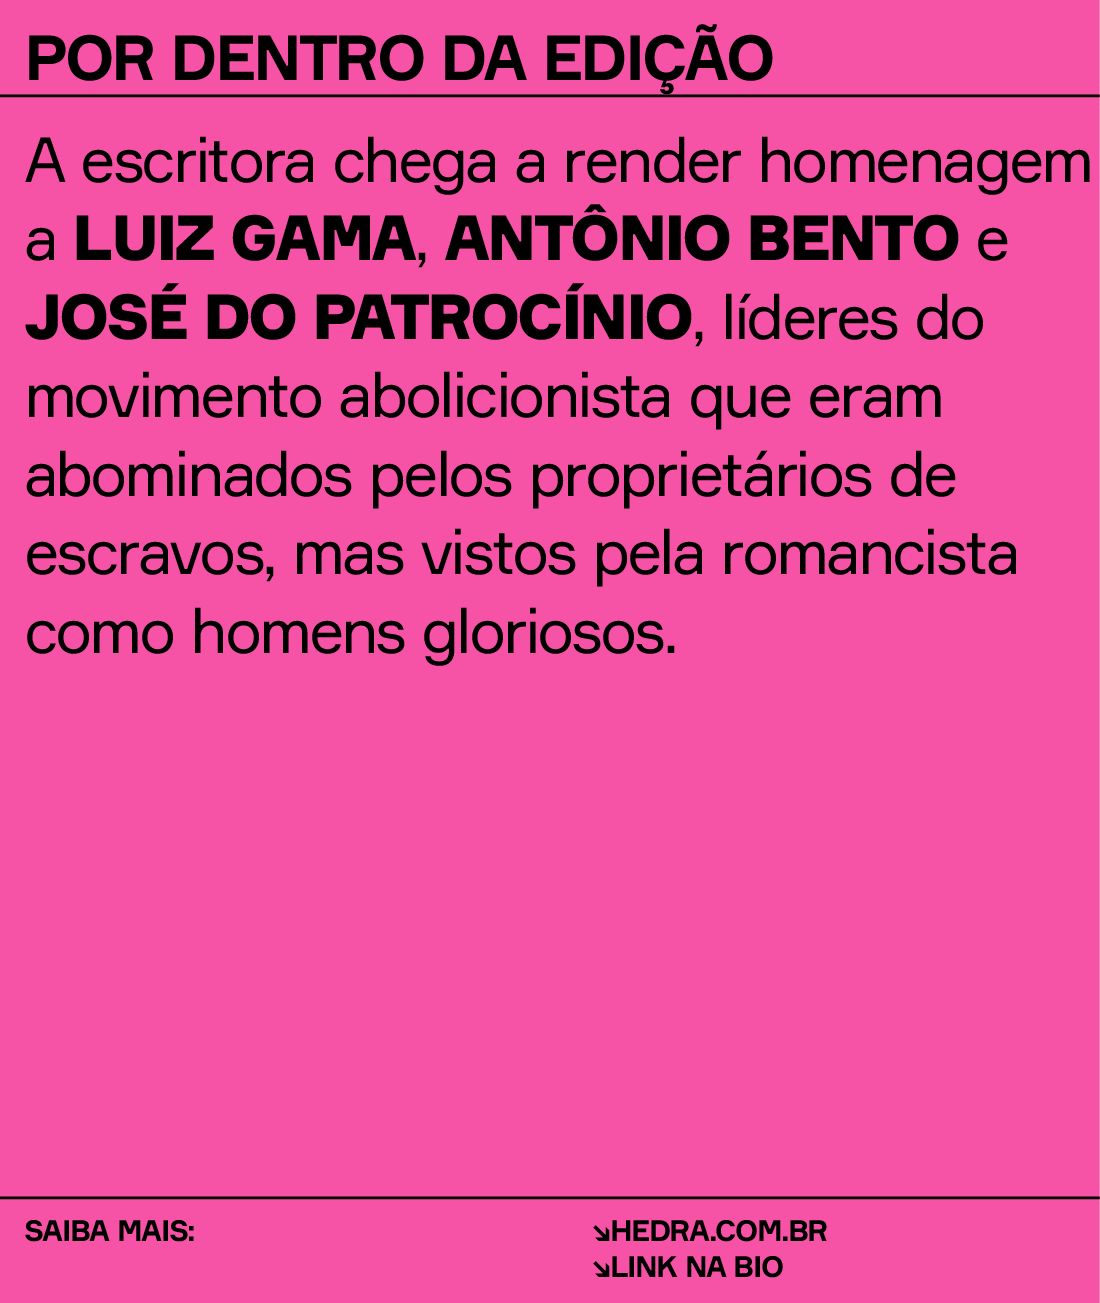 POR DENTRO DA EDIÇÃO
A escritora chega a render homenagem
a LUIZ GAMA, ANTÔNIO BENTO e
JOSÉ DO PATROCÍNIO, líderes do
movimento abolicionista que eram
abominados pelos proprietários de
escravos, mas vistos pela romancista
como homens gloriosos.
SAIBA MAIS:
↘HEDRA.COM.BR
↘LINK NA BIO